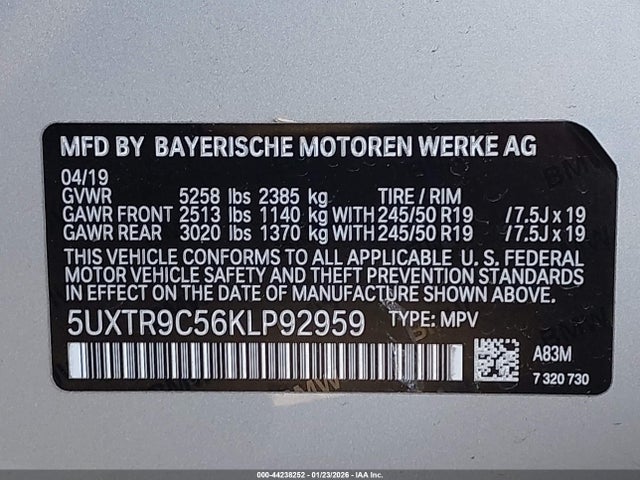 MFD BY BAYERISCHE MOTOREN WERKE AG
04/19
GVWR 5258 lbs 2385 kg TIRE / RIM
GAWR FRONT 2513 lbs 1140 kg WITH 245/50 R19 /7.5J x 19
GAWR REAR 3020 lbs 1370 kg WITH 245/50 R19 /7.5J x 19
THIS VEHICLE CONFORMS TO ALL APPLICABLE U. S. FEDERAL
MOTOR VEHICLE SAFETY AND THEFT PREVENTION STANDARDS
IN EFFECT ON THE DATE OF MANUFACTURE SHOWN ABOVE.
5UXTR9C56KLP92959 TYPE: MPV
A83M
7 320 730
BMW
BMW
000-44238252 - 01/23/2026 - © IAA, Inc.